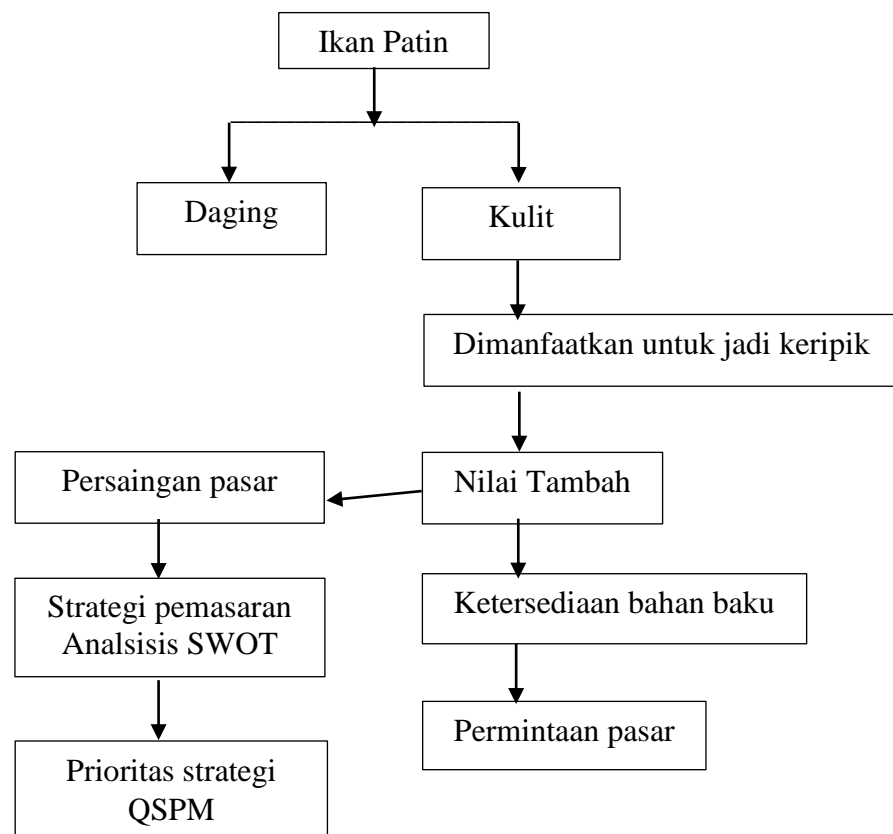 Ikan Patin
Daging
Kulit
Dimanfaatkan untuk jadi keripik
Persaingan pasar
Nilai Tambah
Strategi pemasaran
Analsisis SWOT
Ketersediaan bahan baku
Permintaan pasar
Prioritas strategi
QSPM